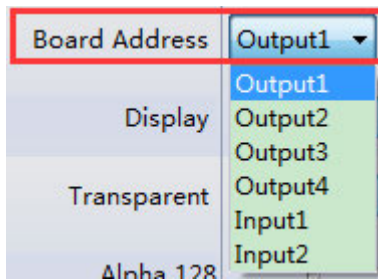 Board Address Output1
Output1
Output2
Display
Output3
Transparent Output4
Input1
Input2
Alpha 128